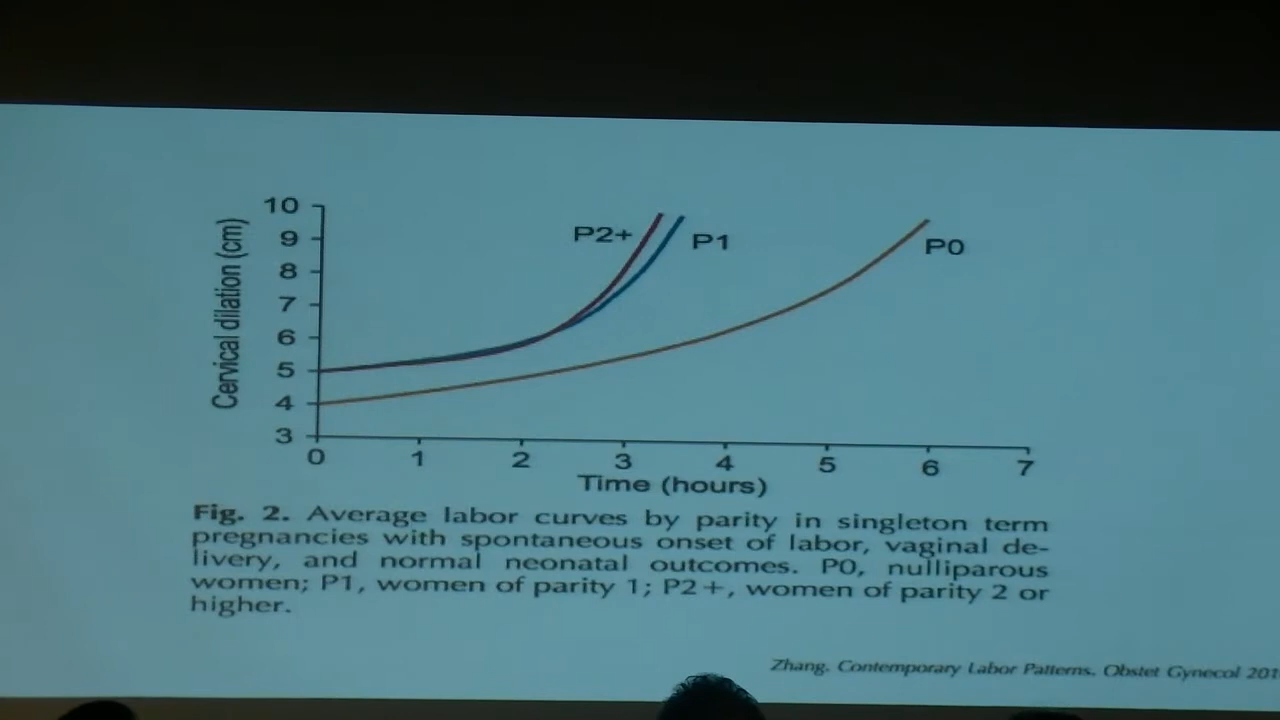 10
9
8
7
6
5
4
3
Cervical dilation (cm)
P2+
P1
P0
0 1 2 3 4 5 6 7
Time (hours)
Fig. 2. Average labor curves by parity in singleton term
pregnancies with spontaneous onset of labor, vaginal de-
livery, and normal neonatal outcomes. P0, nulliparous
women; P1, women of parity 1; P2+, women of parity 2 or
higher.
Zhang. Contemporary Labor Patterns. Obstet Gynecol 201